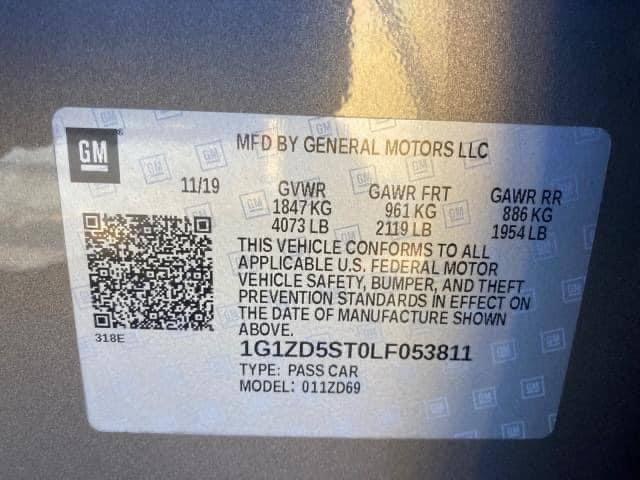 GM
MFD BY GENERAL MOTORS LLC
11/19
GVWR
1847 KG
4073 LB
GAWR FRT
961 KG
2119 LB
GAWR RR
886 KG
1954 LB
THIS VEHICLE CONFORMS TO ALL
APPLICABLE U.S. FEDERAL MOTOR
VEHICLE SAFETY, BUMPER, AND THEFT
PREVENTION STANDARDS IN EFFECT ON
THE DATE OF MANUFACTURE SHOWN
ABOVE.
318E
1G1ZD5ST0LF053811
TYPE: PASS CAR
MODEL: 011ZD69